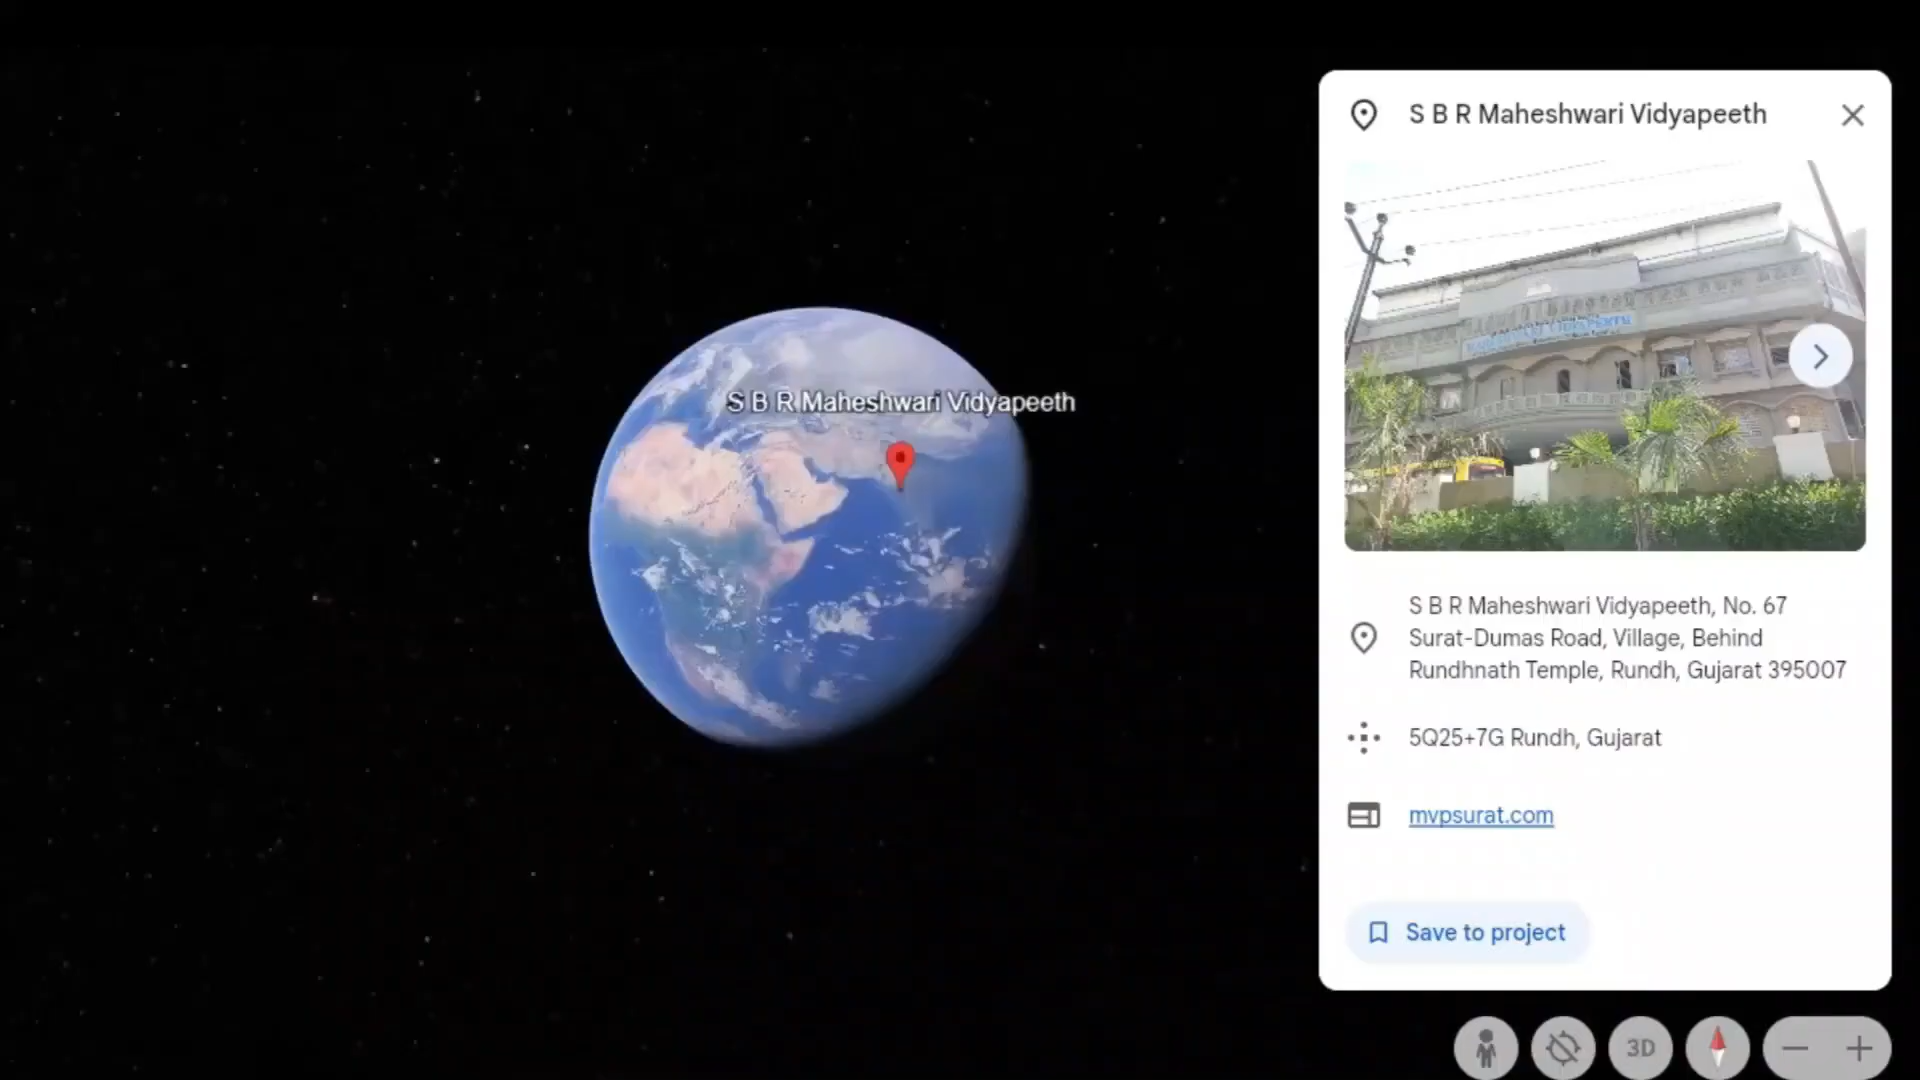 S B R Maheshwari Vidyapeeth
S B R Maheshwari Vidyapeeth
S B R Maheshwari Vidyapeeth, No. 67
Surat-Dumas Road, Village, Behind
Rundhnath Temple, Rundh, Gujarat 395007
5Q25+7G Rundh, Gujarat
mvpsurat.com
Save to project
3D